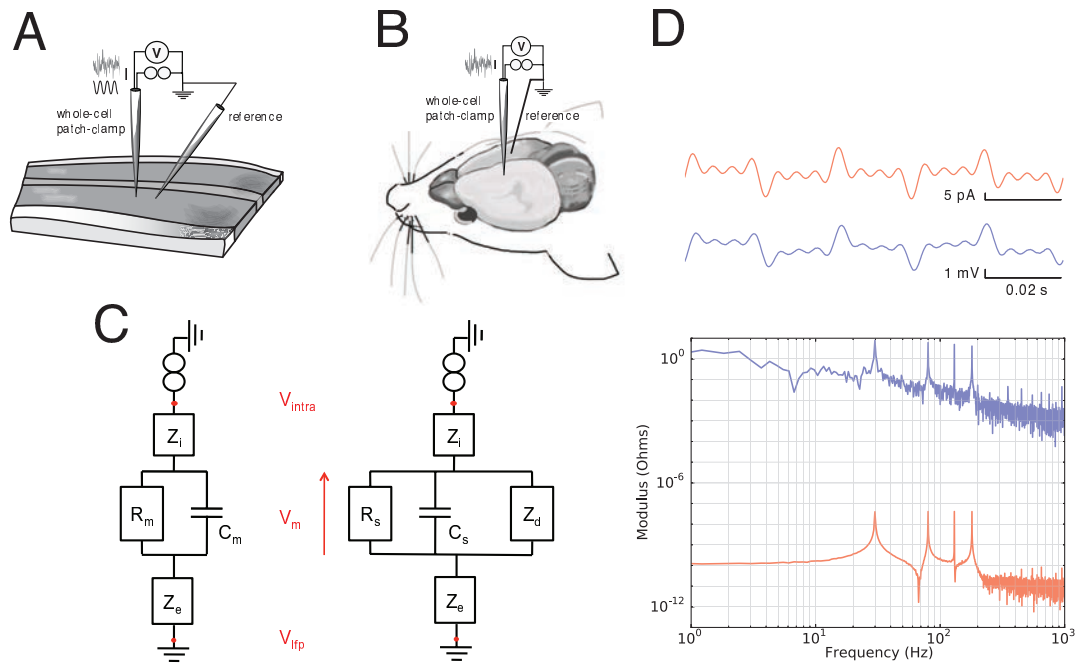 A
V
I
whole-cell
patch-clamp
reference
B
V
I
whole-cell
patch-clamp
reference
D
5 pA
1 mV
0.02 s
C
Z_i
R_m
C_m
Z_e
V_intra
V_m
V_lfp
Z_i
R_s
C_s
Z_d
Z_e
Modulus (Ohms)
10^0
10^-6
10^-12
10^0
10^1
10^2
10^3
Frequency (Hz)